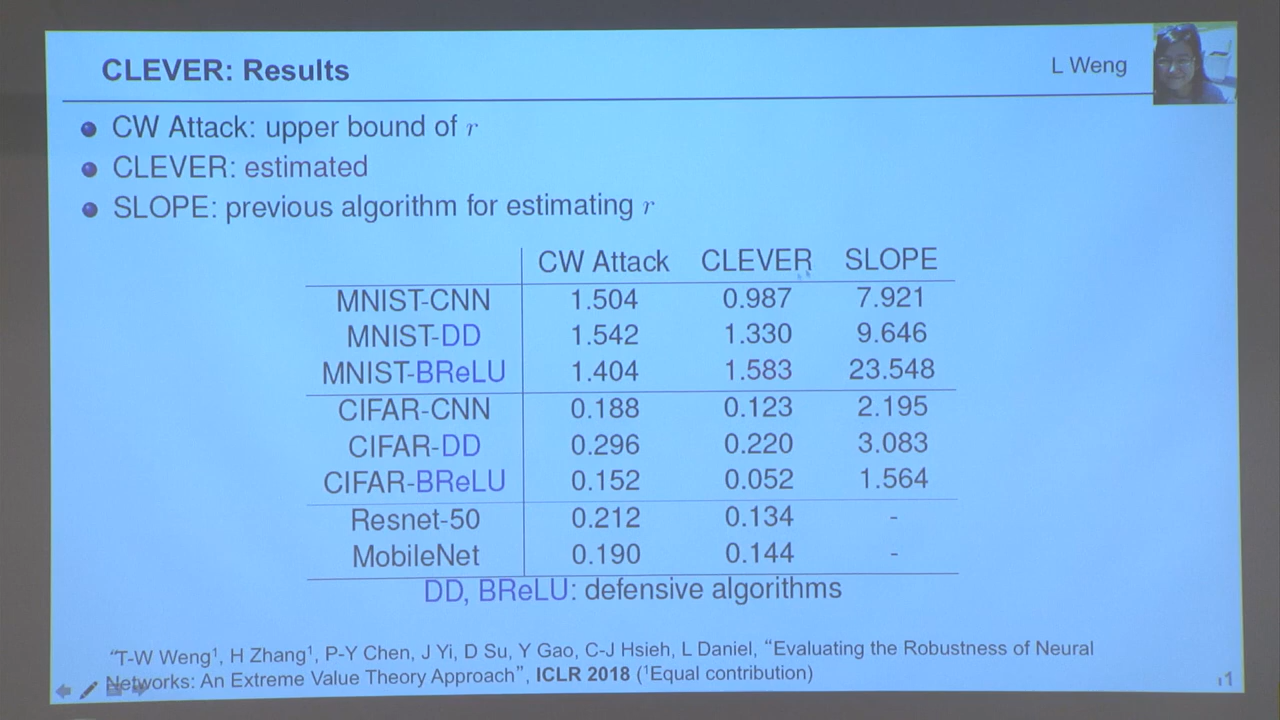 CLEVER: Results
L Weng
CW Attack: upper bound of r
CLEVER: estimated
SLOPE: previous algorithm for estimating r
CW Attack CLEVER SLOPE
MNIST-CNN 1.504 0.987 7.921
MNIST-DD 1.542 1.330 9.646
MNIST-BReLU 1.404 1.583 23.548
CIFAR-CNN 0.188 0.123 2.195
CIFAR-DD 0.296 0.220 3.083
CIFAR-BReLU 0.152 0.052 1.564
Resnet-50 0.212 0.134 -
MobileNet 0.190 0.144 -
DD, BReLU: defensive algorithms
“T-W Weng¹, H Zhang¹, P-Y Chen, J Yi, D Su, Y Gao, C-J Hsieh, L Daniel, “Evaluating the Robustness of Neural
Networks: An Extreme Value Theory Approach”, ICLR 2018 (¹Equal contribution)